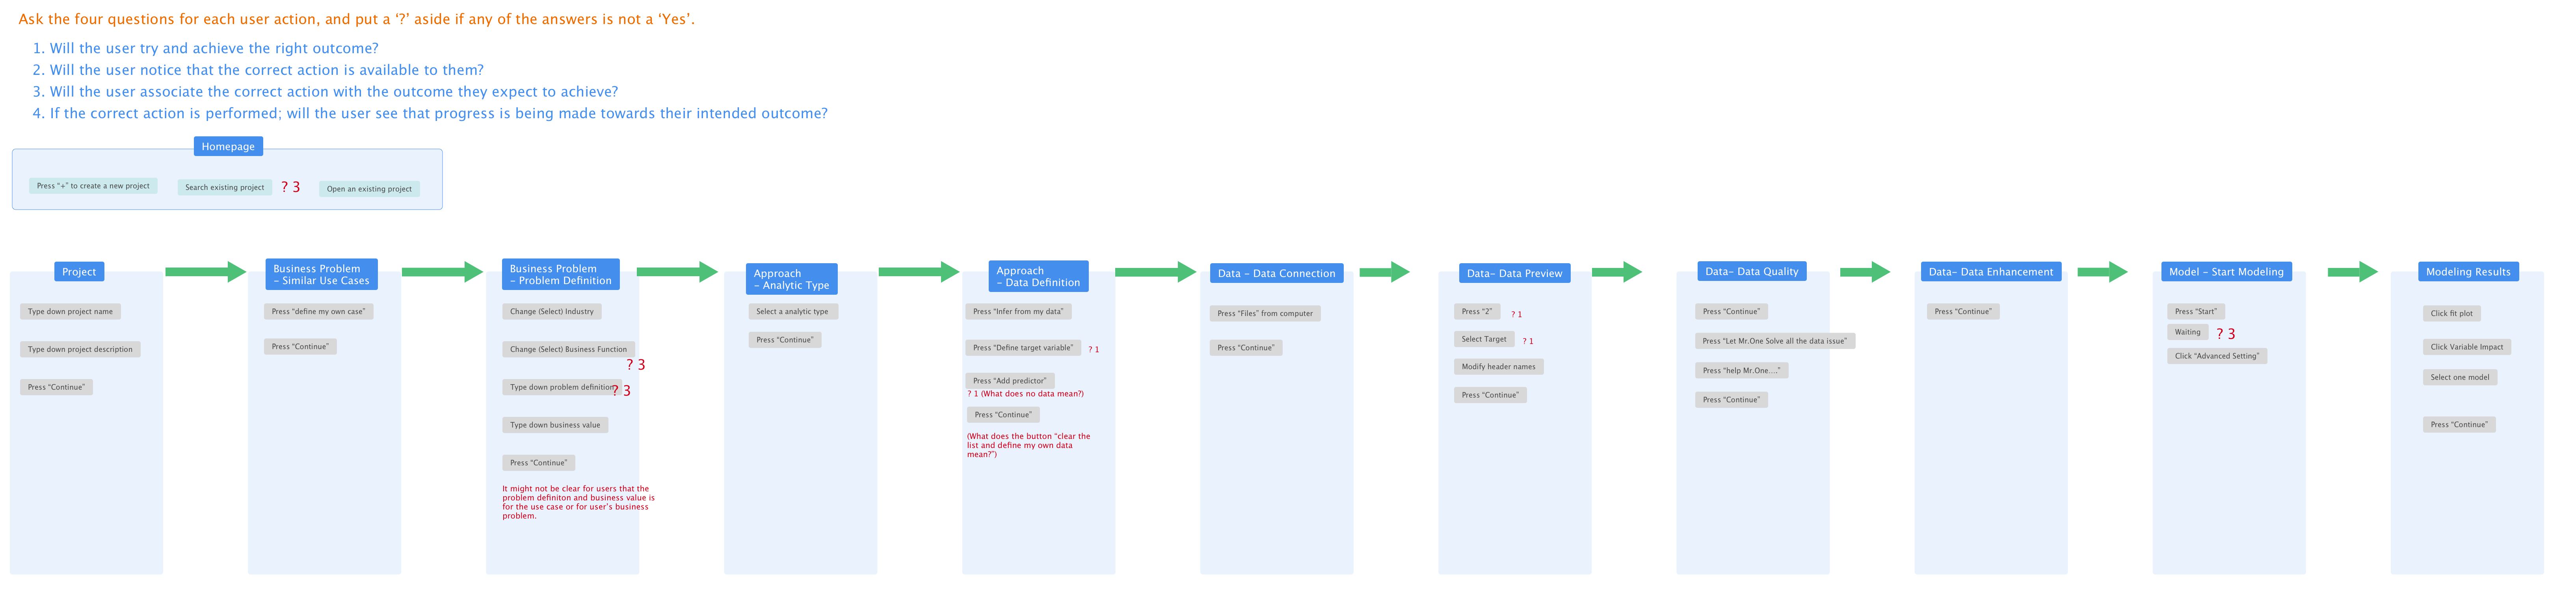 Ask the four questions for each user action, and put a ‘?’ aside if any of the answers is not a ‘Yes’.
1. Will the user try and achieve the right outcome?
2. Will the user notice that the correct action is available to them?
3. Will the user associate the correct action with the outcome they expect to achieve?
4. If the correct action is performed; will the user see that progress is being made towards their intended outcome?
Homepage
Press “+” to create a new project
Search existing project
? 3
Open an existing project
Project
Type down project name
Type down project description
Press “Continue”
Business Problem
- Similar Use Cases
Press “define my own case”
Press “Continue”
Business Problem
- Problem Definition
Change (Select) Industry
Change (Select) Business Function
? 3
Type down problem definition
? 3
Type down business value
Press “Continue”
It might not be clear for users that the
problem definiton and business value is
for the use case or for user’s business
problem.
Approach
- Analytic Type
Select a analytic type
Press “Continue”
Approach
- Data Definition
Press “Infer from my data”
Press “Define target variable”
? 1
Press “Add predictor”
? 1 (What does no data mean?)
Press “Continue”
(What does the button “clear the
list and define my own data
mean?”)
Data - Data Connection
Press “Files” from computer
Press “Continue”
Data- Data Preview
Press “2”
? 1
Select Target
? 1
Modify header names
Press “Continue”
Data- Data Quality
Press “Continue”
Press “Let Mr.One Solve all the data issue”
Press “help Mr.One....”
Press “Continue”
Data- Data Enhancement
Press “Continue”
Model - Start Modeling
Press “Start”
Waiting
? 3
Click “Advanced Setting”
Modeling Results
Click fit plot
Click Variable Impact
Select one model
Press “Continue”